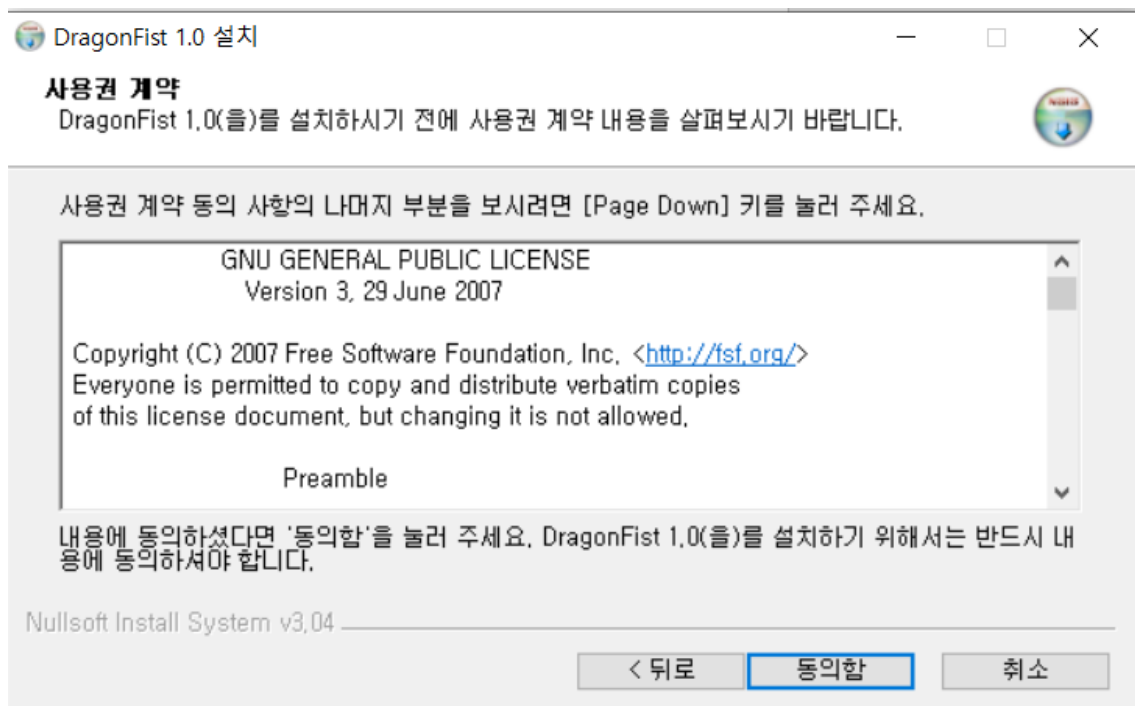 DragonFist 1.0 설치
사용권 계약
DragonFist 1.0(을)를 설치하시기 전에 사용권 계약 내용을 살펴보시기 바랍니다.
사용권 계약 동의 사항의 나머지 부분을 보시려면 [Page Down] 키를 눌러 주세요.
GNU GENERAL PUBLIC LICENSE
Version 3, 29 June 2007
Copyright (C) 2007 Free Software Foundation, Inc. <http://fsf.org/>
Everyone is permitted to copy and distribute verbatim copies
of this license document, but changing it is not allowed.
Preamble
내용에 동의하셨다면 '동의함'을 눌러 주세요. DragonFist 1.0(을)를 설치하기 위해서는 반드시 내
용에 동의하셔야 합니다.
Nullsoft Install System v3.04
< 뒤로 동의함 취소